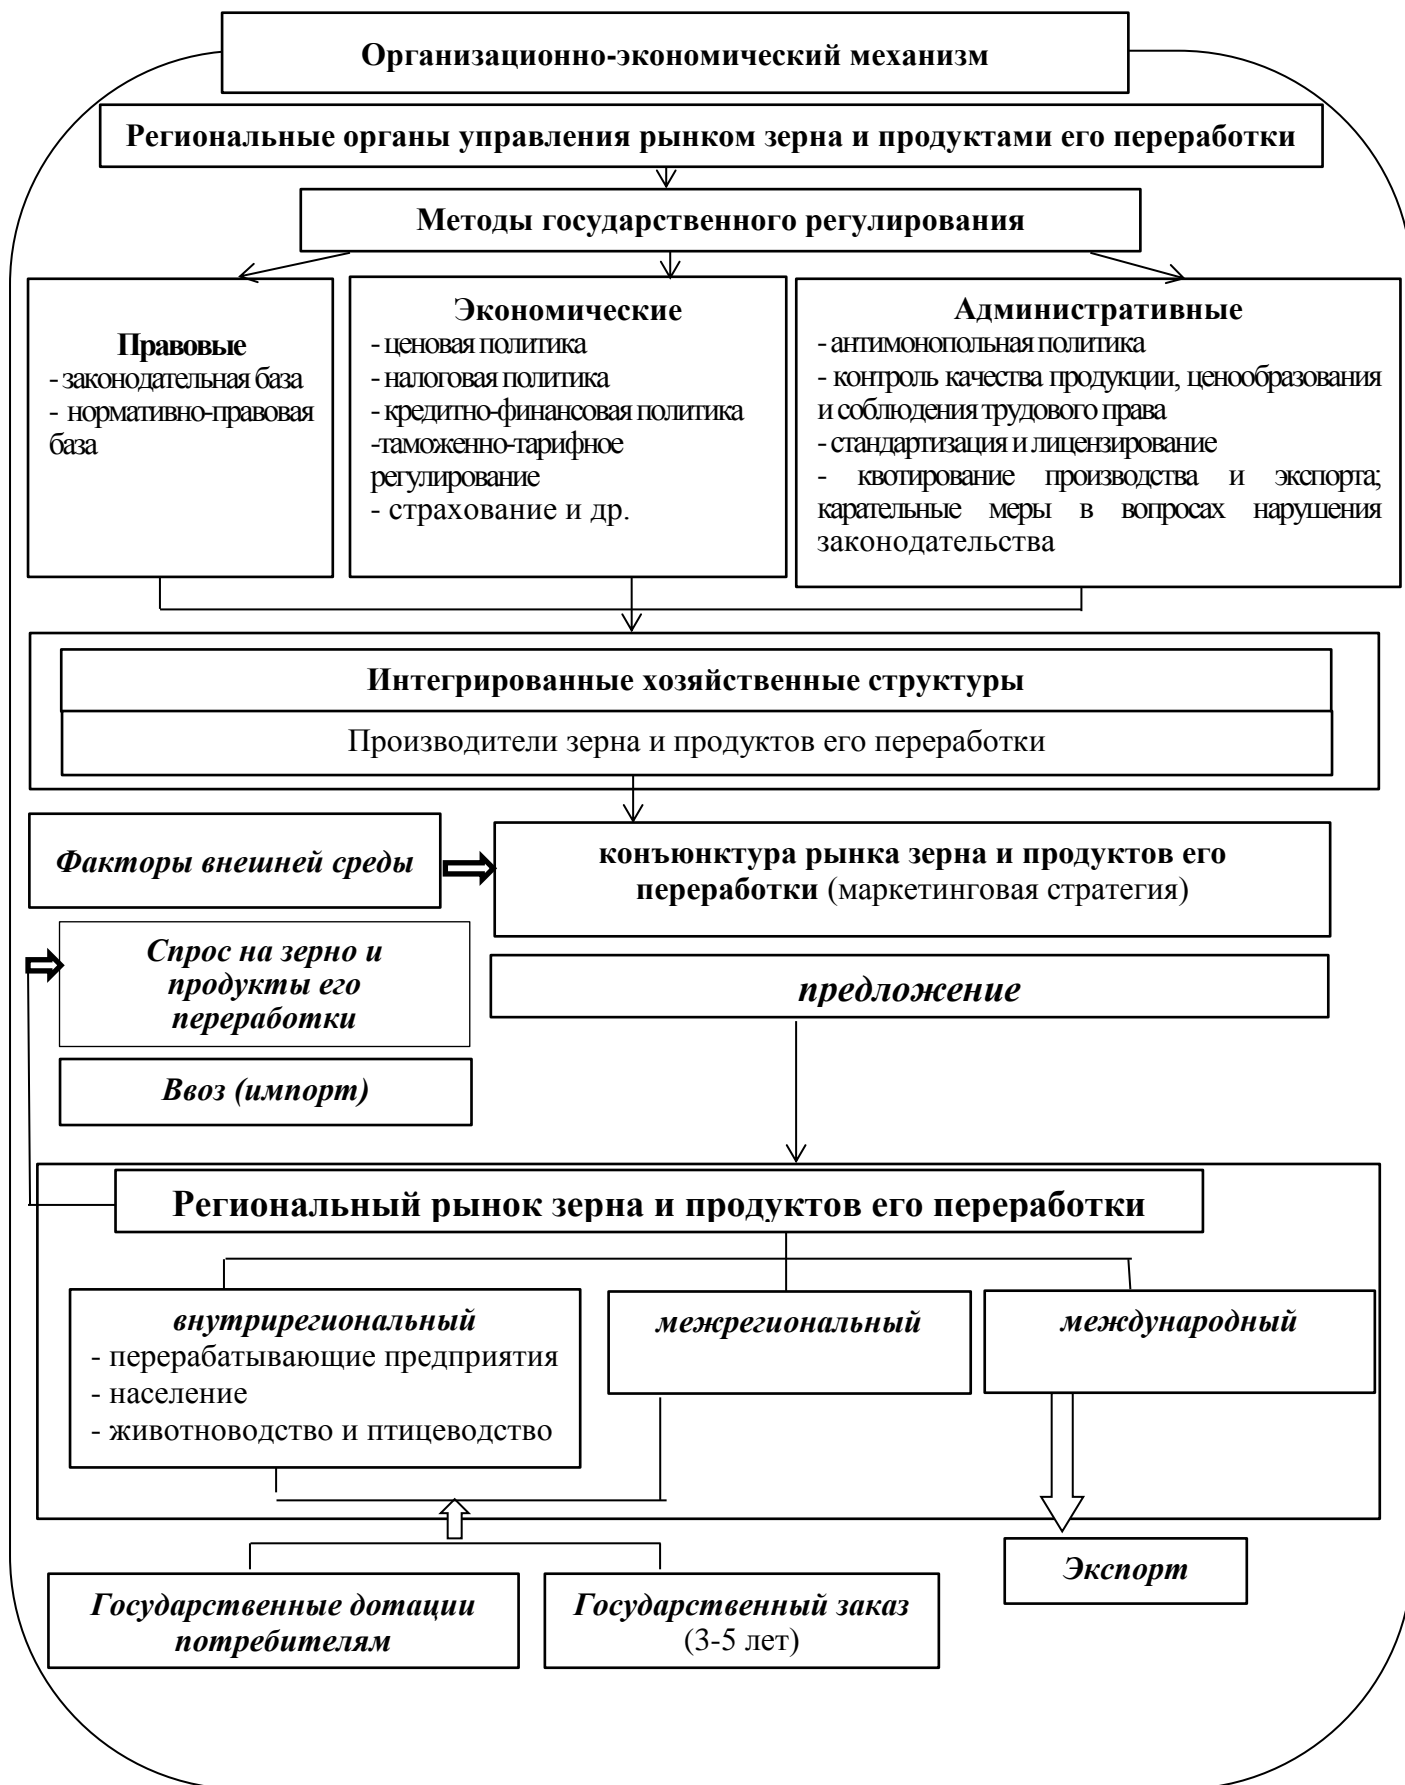 Организационно-экономический механизм
Региональные органы управления рынком зерна и продуктами его переработки
Методы государственного регулирования
Правовые
- законодательная база
- нормативно-правовая
база
Экономические
- ценовая политика
- налоговая политика
- кредитно-финансовая политика
-таможенно-тарифное
регулирование
- страхование и др.
Административные
- антимонопольная политика
- контроль качества продукции, ценообразования
и соблюдения трудового права
- стандартизация и лицензирование
- квотирование производства и экспорта;
карательные меры в вопросах нарушения
законодательства
Интегрированные хозяйственные структуры
Производители зерна и продуктов его переработки
Факторы внешней среды
конъюнктура рынка зерна и продуктов его
переработки (маркетинговая стратегия)
Спрос на зерно и
продукты его
переработки
предложение
Ввоз (импорт)
Региональный рынок зерна и продуктов его переработки
внутрирегиональный
- перерабатывающие предприятия
- население
- животноводство и птицеводство
межрегиональный
международный
Экспорт
Государственные дотации
потребителям
Государственный заказ
(3-5 лет)